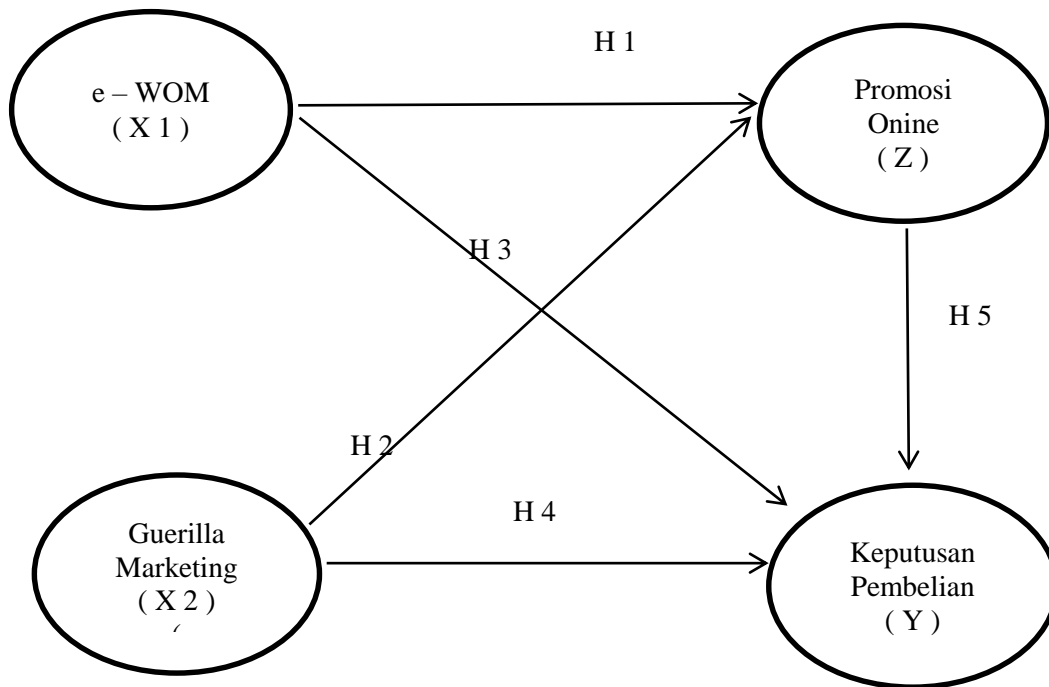 H 1
e – WOM
( X 1 )
Promosi
Onine
( Z )
H 3
H 5
H 2
H 4
Guerilla
Marketing
( X 2 )
Keputusan
Pembelian
( Y )